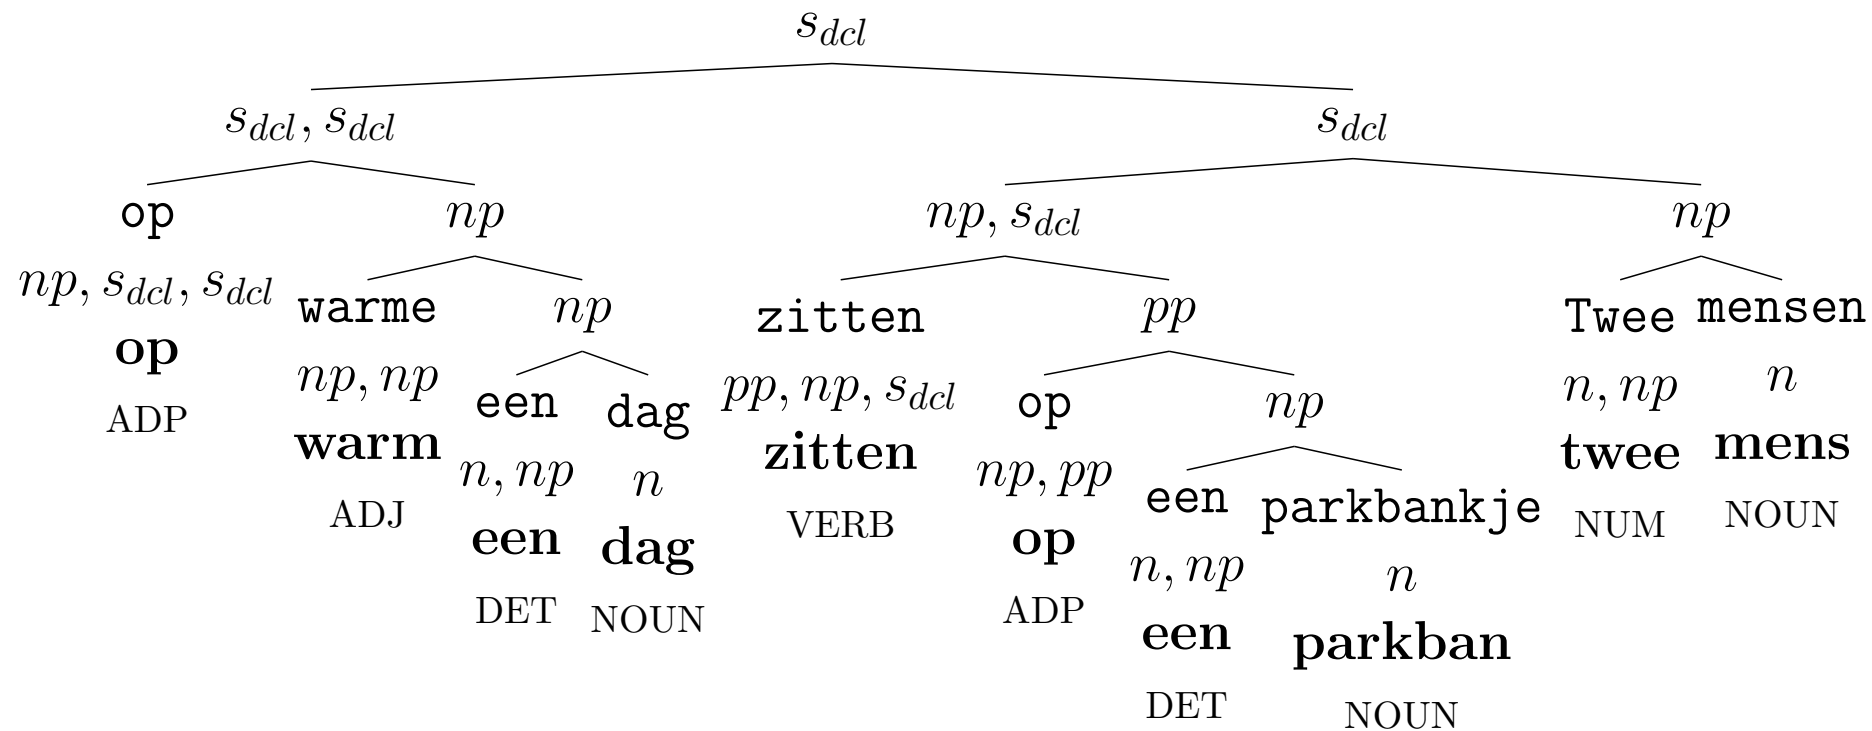 s_dcl
s_dcl, s_dcl s_dcl
op np np, s_dcl np
np, s_dcl, s_dcl warme np zitten pp Twee mensen
op np, np een dag pp, np, s_dcl op np n, np n
ADP warm n, np n zitten np, pp een parkbankje twee mens
ADJ een dag VERB op n, np n NUM NOUN
DET NOUN ADP een parkban
DET NOUN